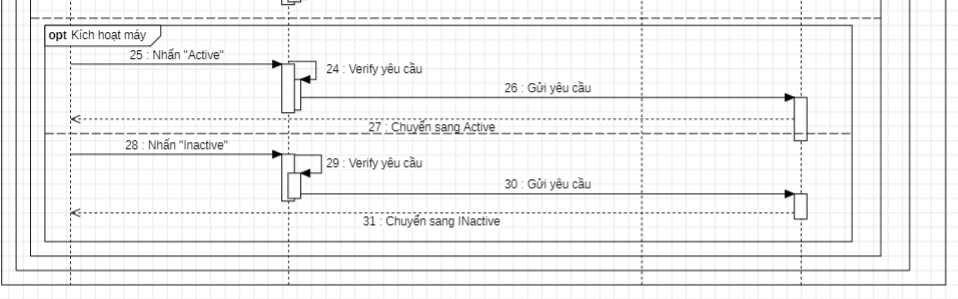 opt Kích hoạt máy
25 : Nhấn "Active"
24 : Verify yêu cầu
26 : Gửi yêu cầu
27 : Chuyển sang Active
28 : Nhấn "Inactive"
29 : Verify yêu cầu
30 : Gửi yêu cầu
31 : Chuyển sang INactive